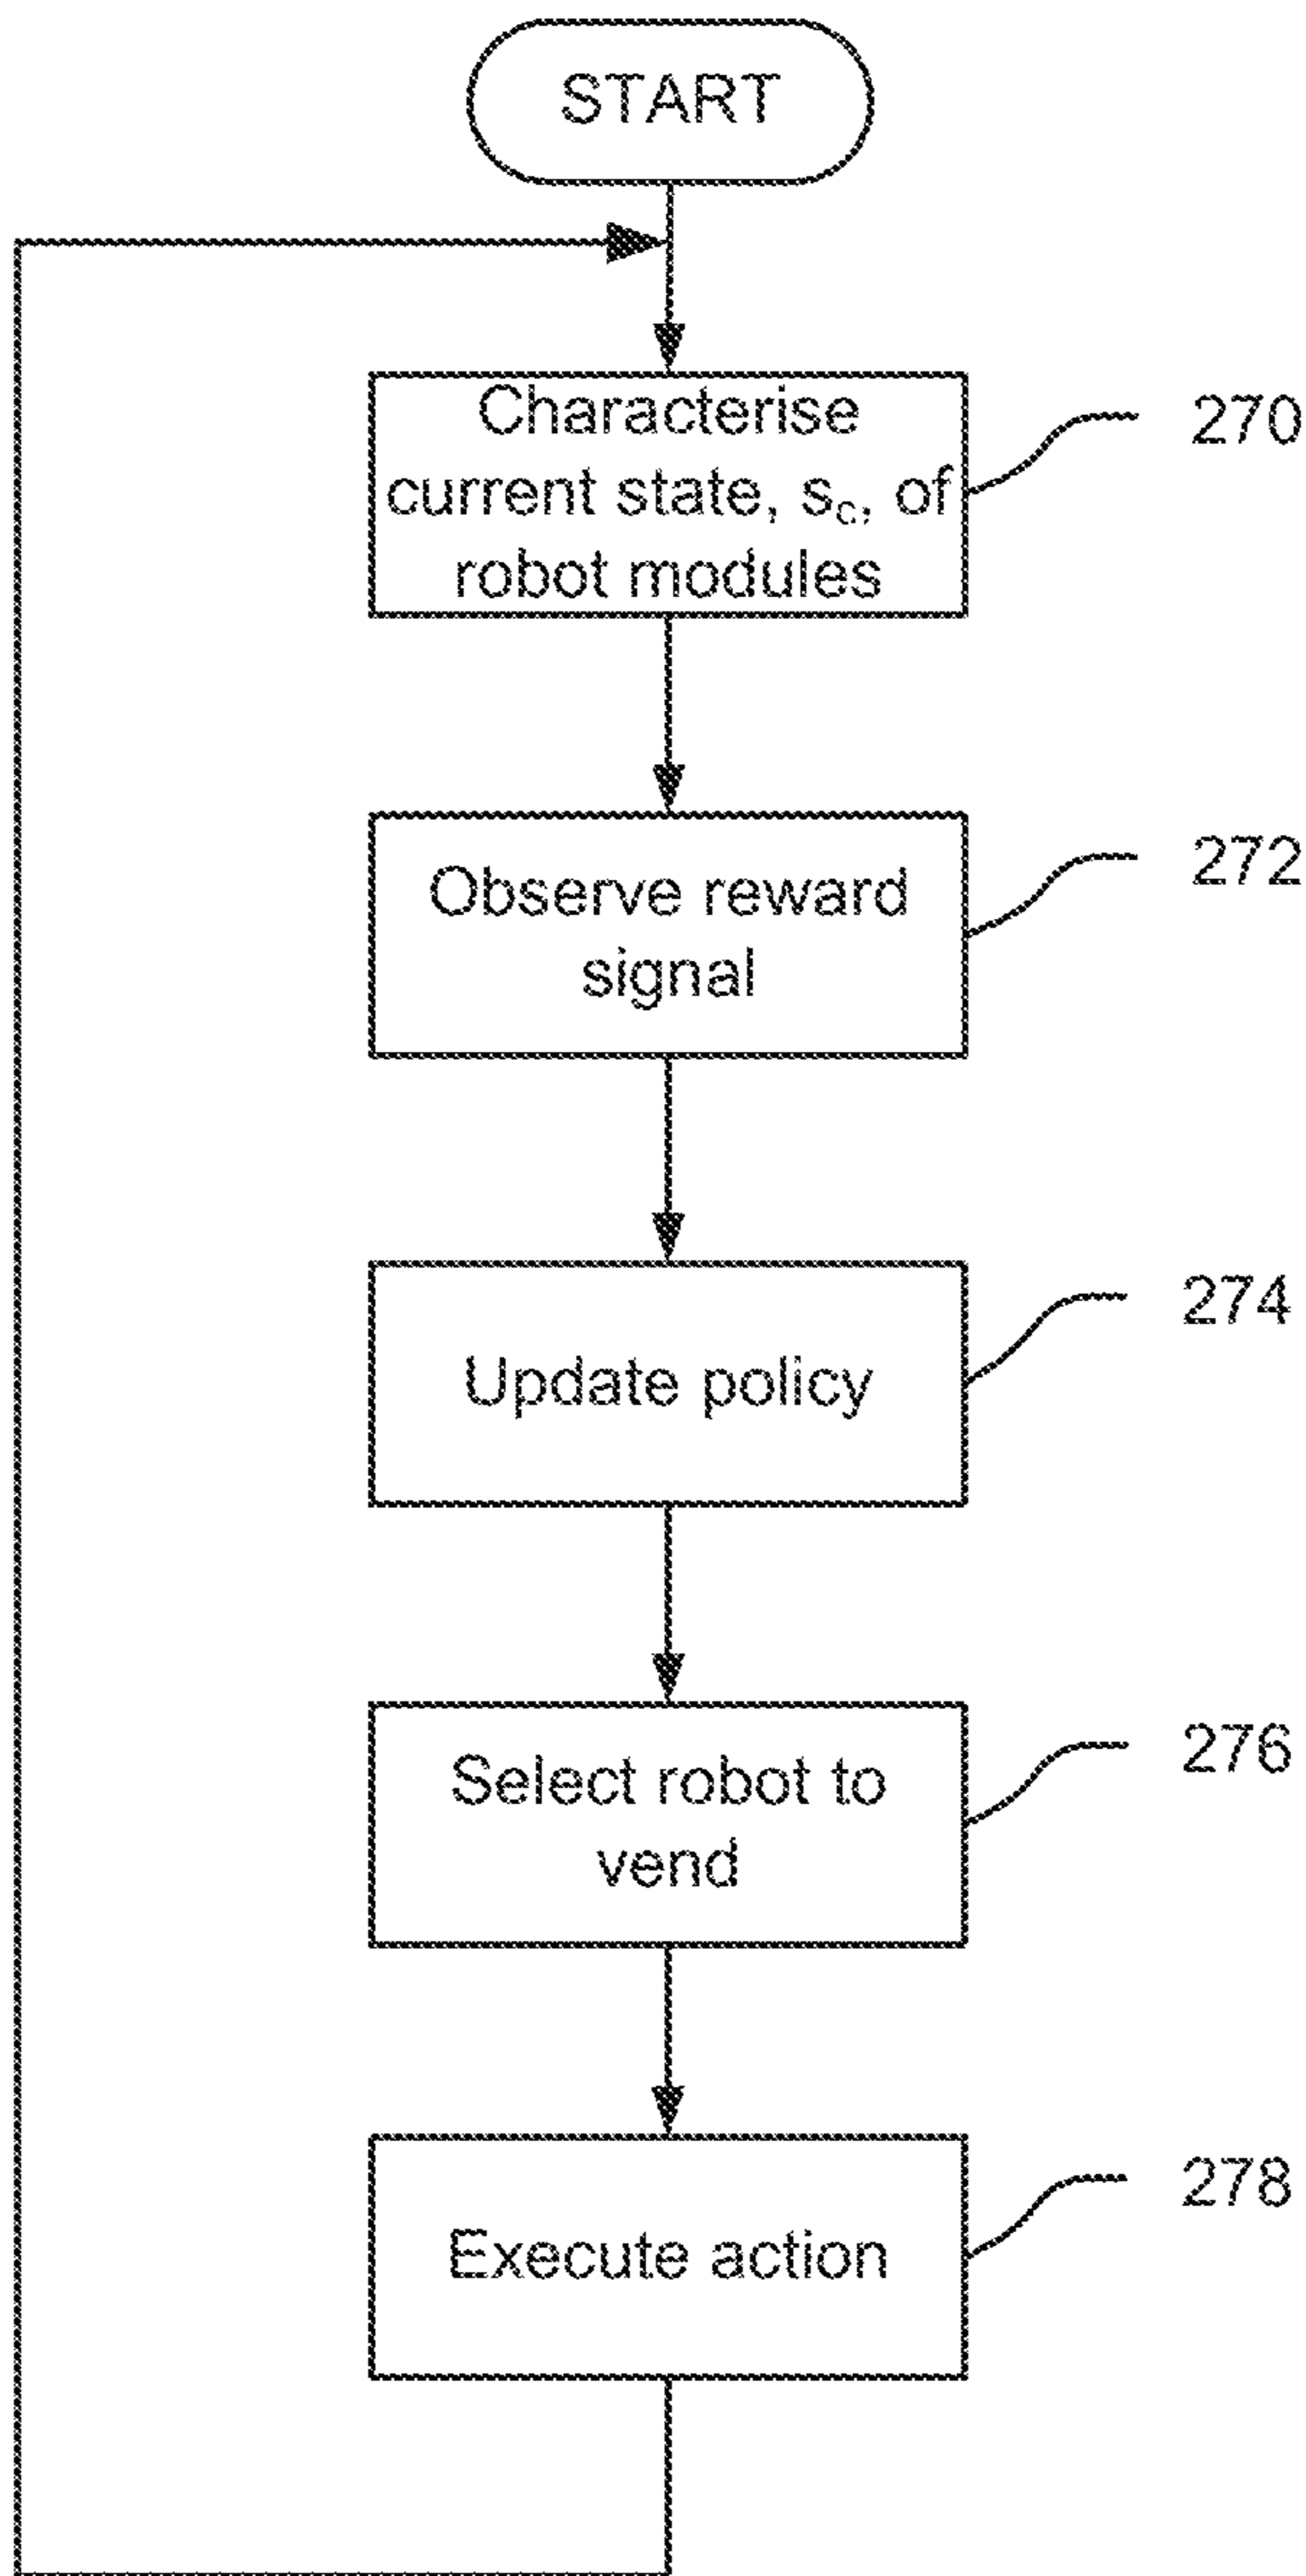 START
Characterise
current state, s_c, of
robot modules
270
Observe reward
signal
272
Update policy
274
Select robot to
vend
276
Execute action
278